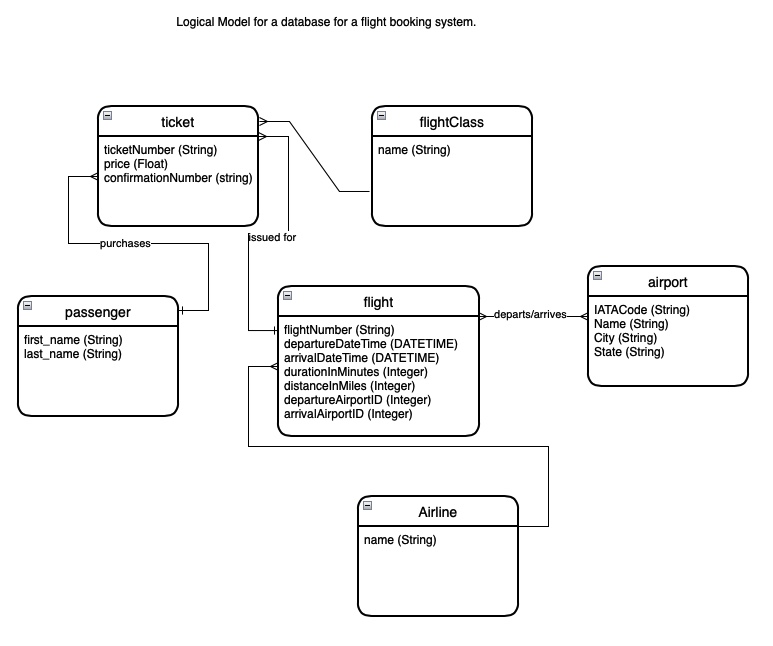 Logical Model for a database for a flight booking system.
ticket
ticketNumber (String)
price (Float)
confirmationNumber (string)
flightClass
name (String)
purchases
issued for
passenger
first_name (String)
last_name (String)
flight
flightNumber (String)
departureDateTime (DATETIME)
arrivalDateTime (DATETIME)
durationInMinutes (Integer)
distanceInMiles (Integer)
departureAirportID (Integer)
arrivalAirportID (Integer)
departs/arrives
airport
IATACode (String)
Name (String)
City (String)
State (String)
Airline
name (String)